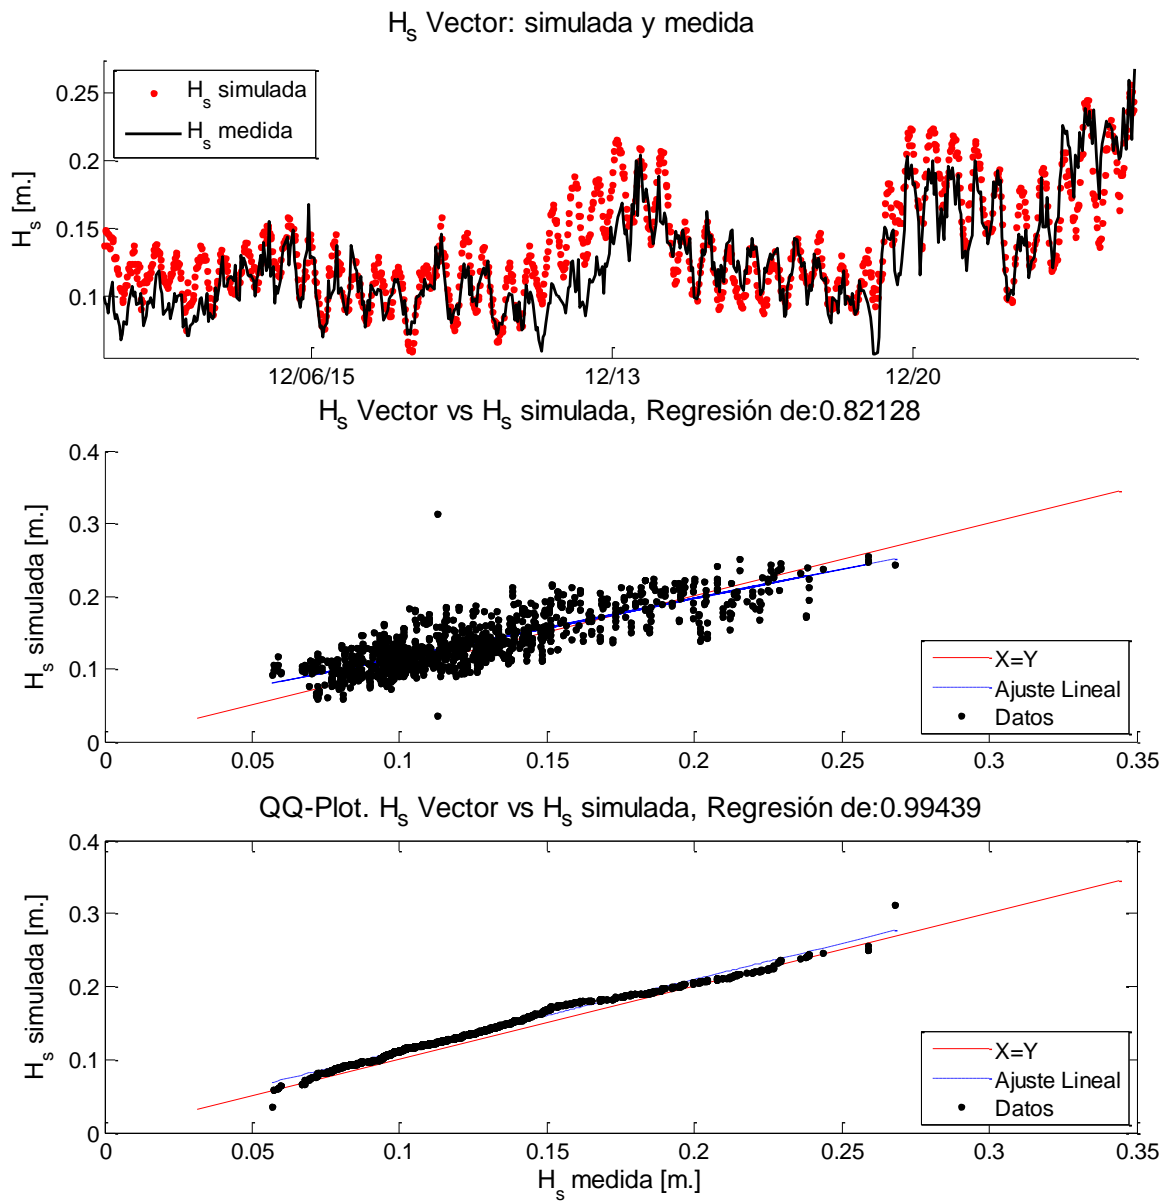 Hs Vector: simulada y medida
Hs simulada
Hs medida
Hs [m.]
0.25
0.2
0.15
0.1
12/06/15
12/13
12/20
Hs Vector vs Hs simulada, Regresión de:0.82128
Hs simulada [m.]
0.4
0.3
0.2
0.1
0
X=Y
Ajuste Lineal
Datos
0
0.05
0.1
0.15
0.2
0.25
0.3
0.35
QQ-Plot. Hs Vector vs Hs simulada, Regresión de:0.99439
Hs simulada [m.]
0.4
0.3
0.2
0.1
0
X=Y
Ajuste Lineal
Datos
0
0.05
0.1
0.15
0.2
0.25
0.3
0.35
Hs medida [m.]